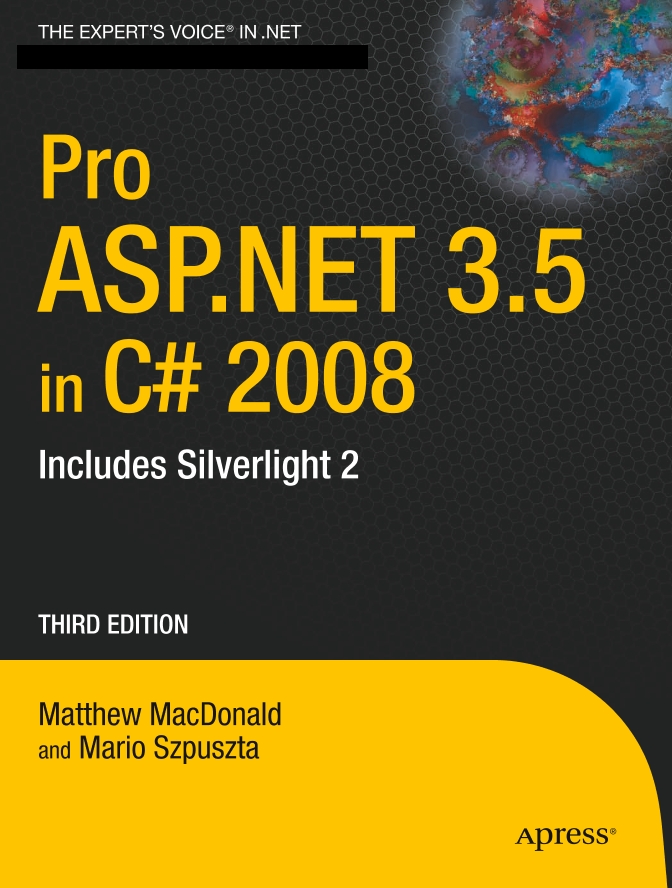 THE EXPERT'S VOICE® IN .NET
Pro
ASP.NET 3.5
in C# 2008
Includes Silverlight 2
THIRD EDITION
Matthew MacDonald
and Mario Szpuszta
Apress®